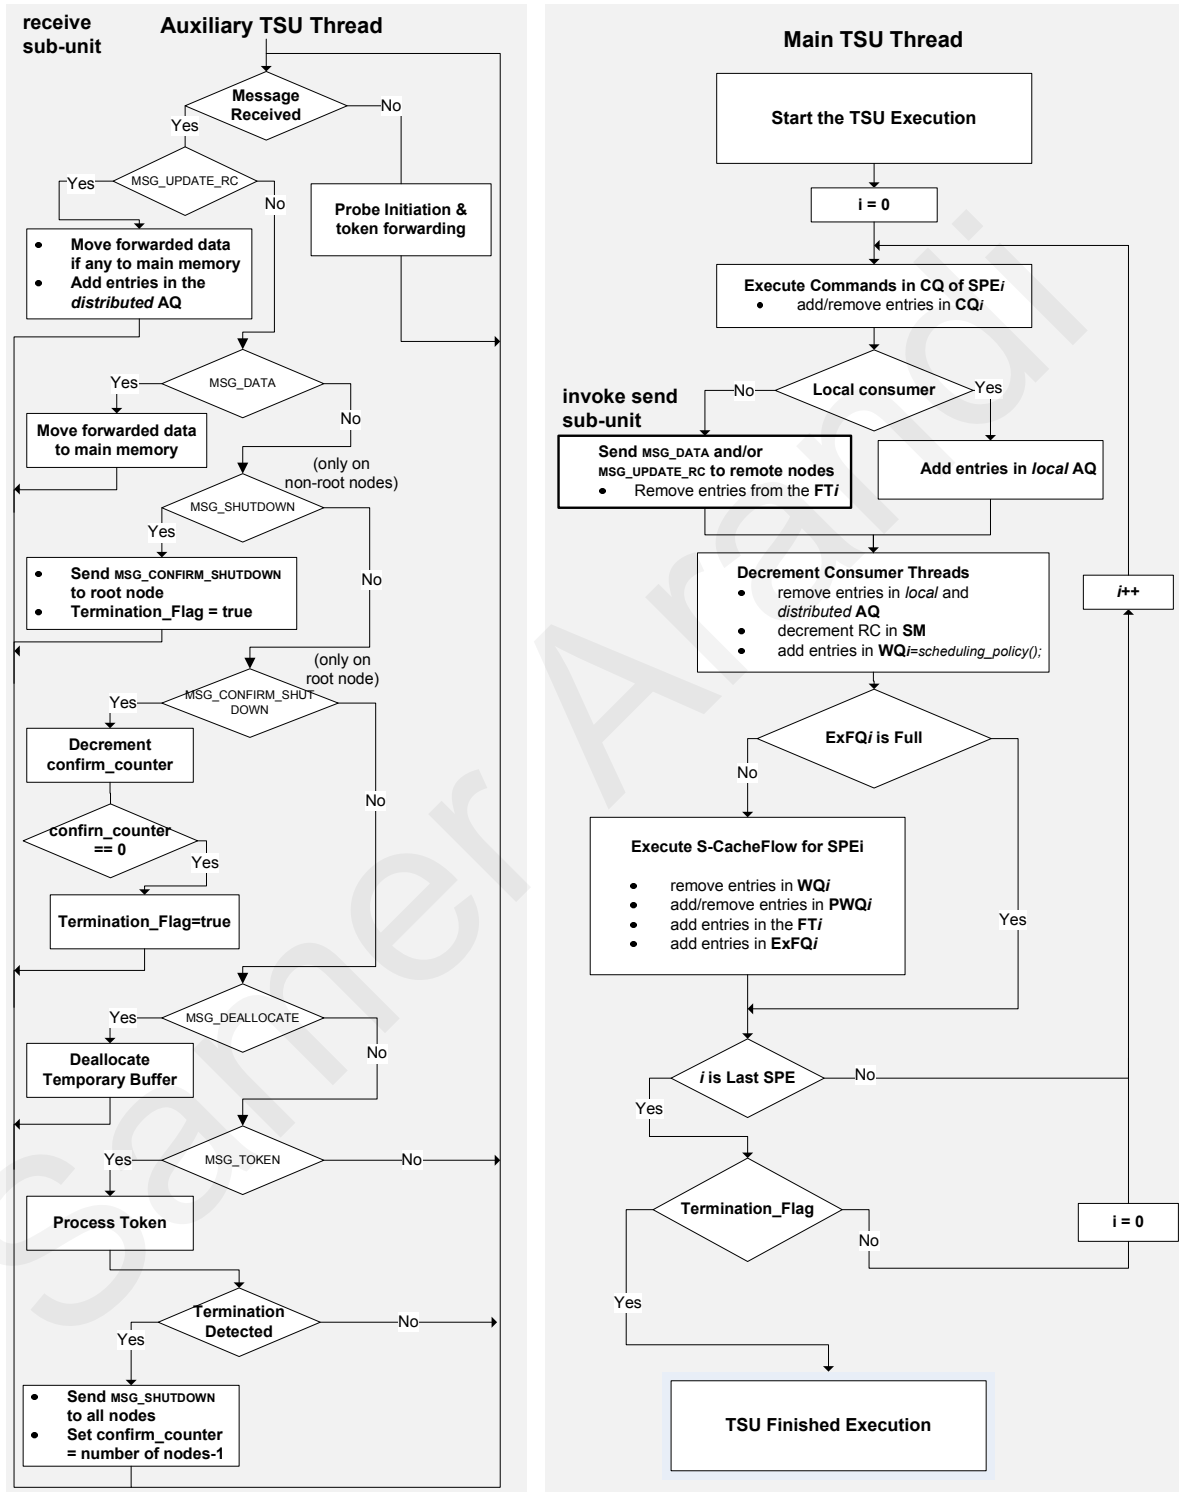 receive
sub-unit
Auxiliary TSU Thread
Message
Received
No
Yes
MSG_UPDATE_RC
Yes
No
Probe Initiation &
token forwarding
• Move forwarded data
if any to main memory
• Add entries in the
distributed AQ
MSG_DATA
Yes
No
Move forwarded data
to main memory
(only on
non-root nodes)
MSG_SHUTDOWN
Yes
No
• Send MSG_CONFIRM_SHUTDOWN
to root node
• Termination_Flag = true
(only on
root node)
MSG_CONFIRM_SHUT
DOWN
Yes
No
Decrement
confirm_counter
confirn_counter
== 0
Yes
Termination_Flag=true
MSG_DEALLOCATE
Yes
No
Deallocate
Temporary Buffer
MSG_TOKEN
Yes
No
Process Token
Termination
Detected
No
Yes
• Send MSG_SHUTDOWN
to all nodes
• Set confirm_counter
= number of nodes-1
Main TSU Thread
Start the TSU Execution
i = 0
Execute Commands in CQ of SPEi
• add/remove entries in CQi
Local consumer
No
Yes
invoke send
sub-unit
Send MSG_DATA and/or
MSG_UPDATE_RC to remote nodes
• Remove entries from the FTi
Add entries in local AQ
Decrement Consumer Threads
• remove entries in local and
distributed AQ
• decrement RC in SM
• add entries in WQi=scheduling_policy();
i++
ExFQi is Full
No
Yes
Execute S-CacheFlow for SPEi
• remove entries in WQi
• add/remove entries in PWQi
• add entries in the FTi
• add entries in ExFQi
i is Last SPE
No
Yes
Termination_Flag
No
i = 0
Yes
TSU Finished Execution
Samer Arandi